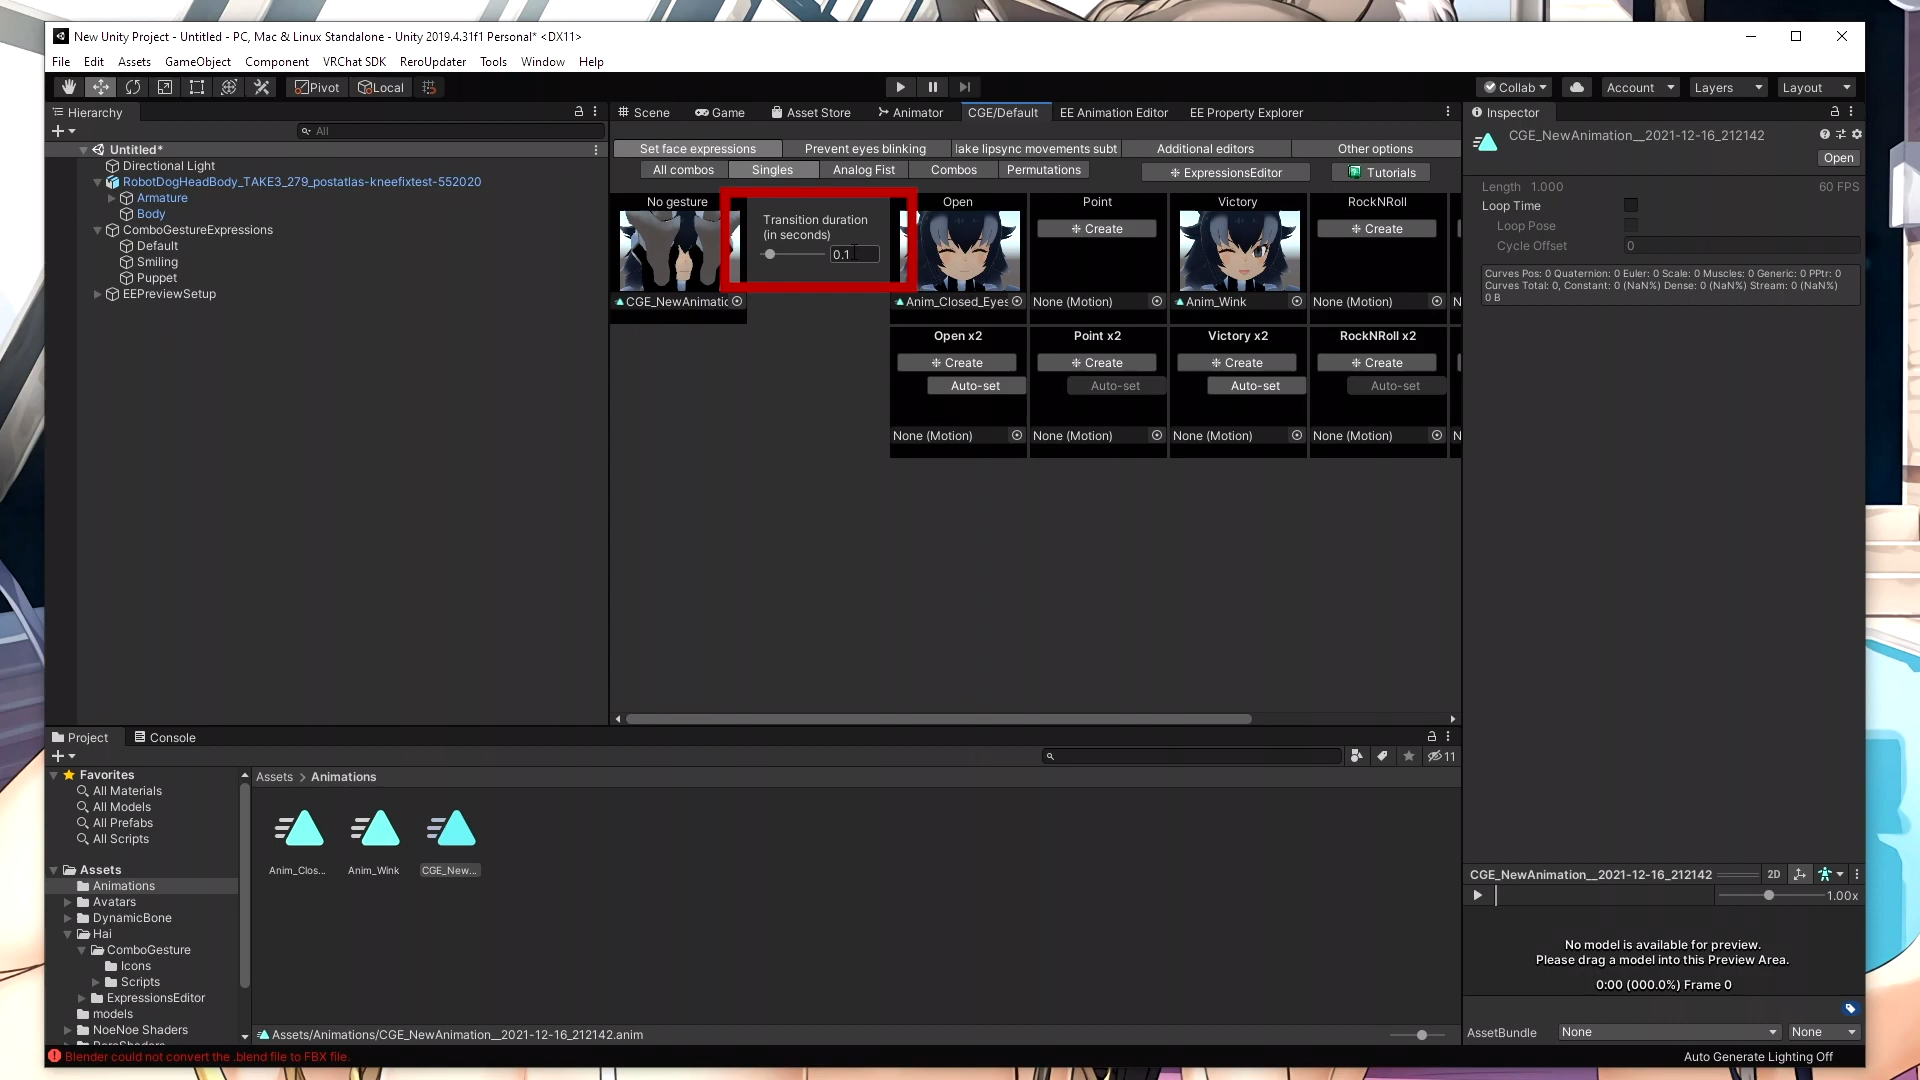 New Unity Project - Untitled - PC, Mac & Linux Standalone - Unity 2019.4.31f1 Personal* <DX11>
File Edit Assets GameObject Component VRChat SDK ReroUpdater Tools Window Help
Pivot Local Collab Account Layers Layout
Hierarchy
All
Untitled*
Directional Light
RobotDogHeadBody_TAKE3_279_postatlas-kneefixtest-552020
Armature
Body
ComboGestureExpressions
Default
Smiling
Puppet
EEPreviewSetup
Scene Game Asset Store Animator CGE/Default EE Animation Editor EE Property Explorer
Set face expressions Prevent eyes blinking lake lipsync movements subt Additional editors Other options
All combos Singles Analog Fist Combos Permutations ExpressionsEditor Tutorials
No gesture Open Point Victory RockNRoll
Transition duration
(in seconds)
0.1
Create Create
CGE_NewAnimatic Anim_Closed_Eyes None (Motion) Anim_Wink None (Motion) N
Open x2 Point x2 Victory x2 RockNRoll x2
Create Create Create Create
Auto-set Auto-set Auto-set Auto-set
None (Motion) None (Motion) None (Motion) None (Motion) N
Inspector
CGE_NewAnimation__2021-12-16_212142
Open
Length 1.000 60 FPS
Loop Time
Loop Pose
Cycle Offset 0
Curves Pos: 0 Quaternion: 0 Euler: 0 Scale: 0 Muscles: 0 Generic: 0 PPtr: 0
Curves Total: 0, Constant: 0 (NaN%) Dense: 0 (NaN%) Stream: 0 (NaN%)
0 B
Project Console
11
Favorites
All Materials
All Models
All Prefabs
All Scripts
Assets
Animations
Avatars
DynamicBone
Hai
ComboGesture
Icons
Scripts
ExpressionsEditor
models
NoeNoe Shaders
Assets > Animations
Anim_Clos... Anim_Wink CGE_New...
Assets/Animations/CGE_NewAnimation__2021-12-16_212142.anim
CGE_NewAnimation__2021-12-16_212142 2D
1.00x
No model is available for preview.
Please drag a model into this Preview Area.
0:00 (000.0%) Frame 0
AssetBundle None None
Blender could not convert the .blend file to FBX file.
Auto Generate Lighting Off